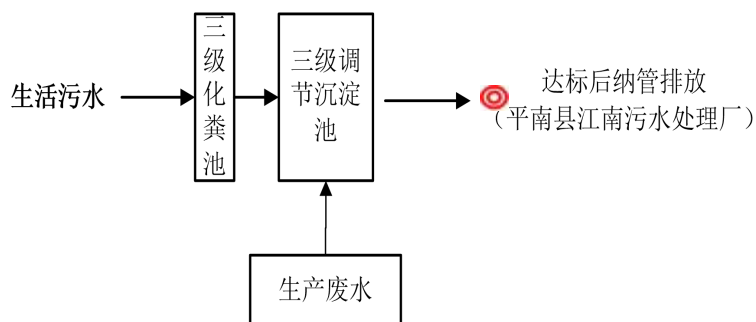 生活污水
三
级
化
粪
池
三级调
节沉淀
池
达标后纳管排放
（平南县江南污水处理厂）
生产废水